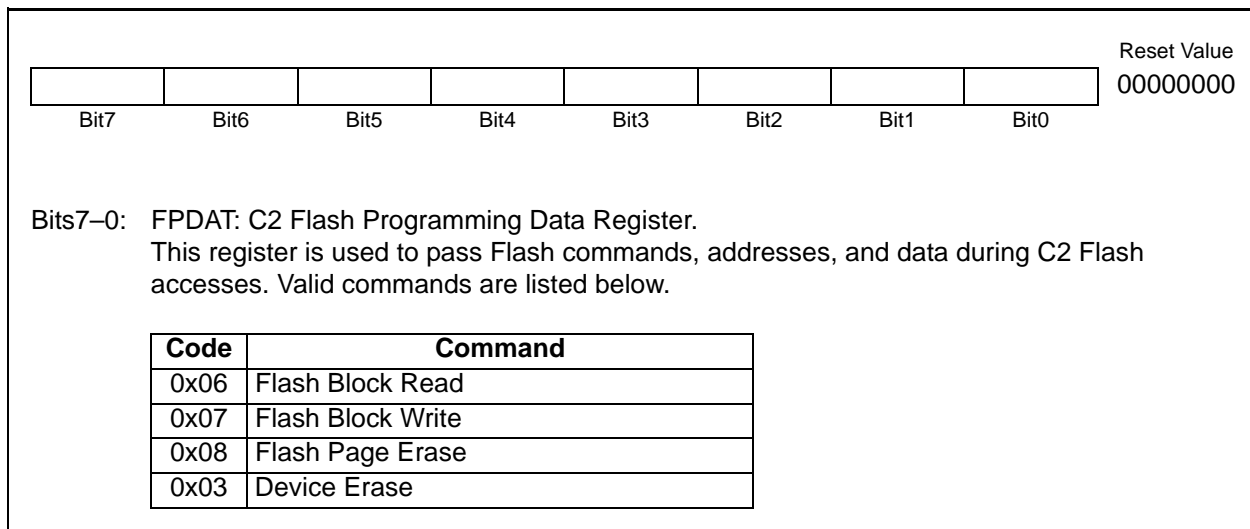 Reset Value
00000000
Bit7 Bit6 Bit5 Bit4 Bit3 Bit2 Bit1 Bit0
Bits7–0: FPDAT: C2 Flash Programming Data Register.
This register is used to pass Flash commands, addresses, and data during C2 Flash
accesses. Valid commands are listed below.
Code Command
0x06 Flash Block Read
0x07 Flash Block Write
0x08 Flash Page Erase
0x03 Device Erase